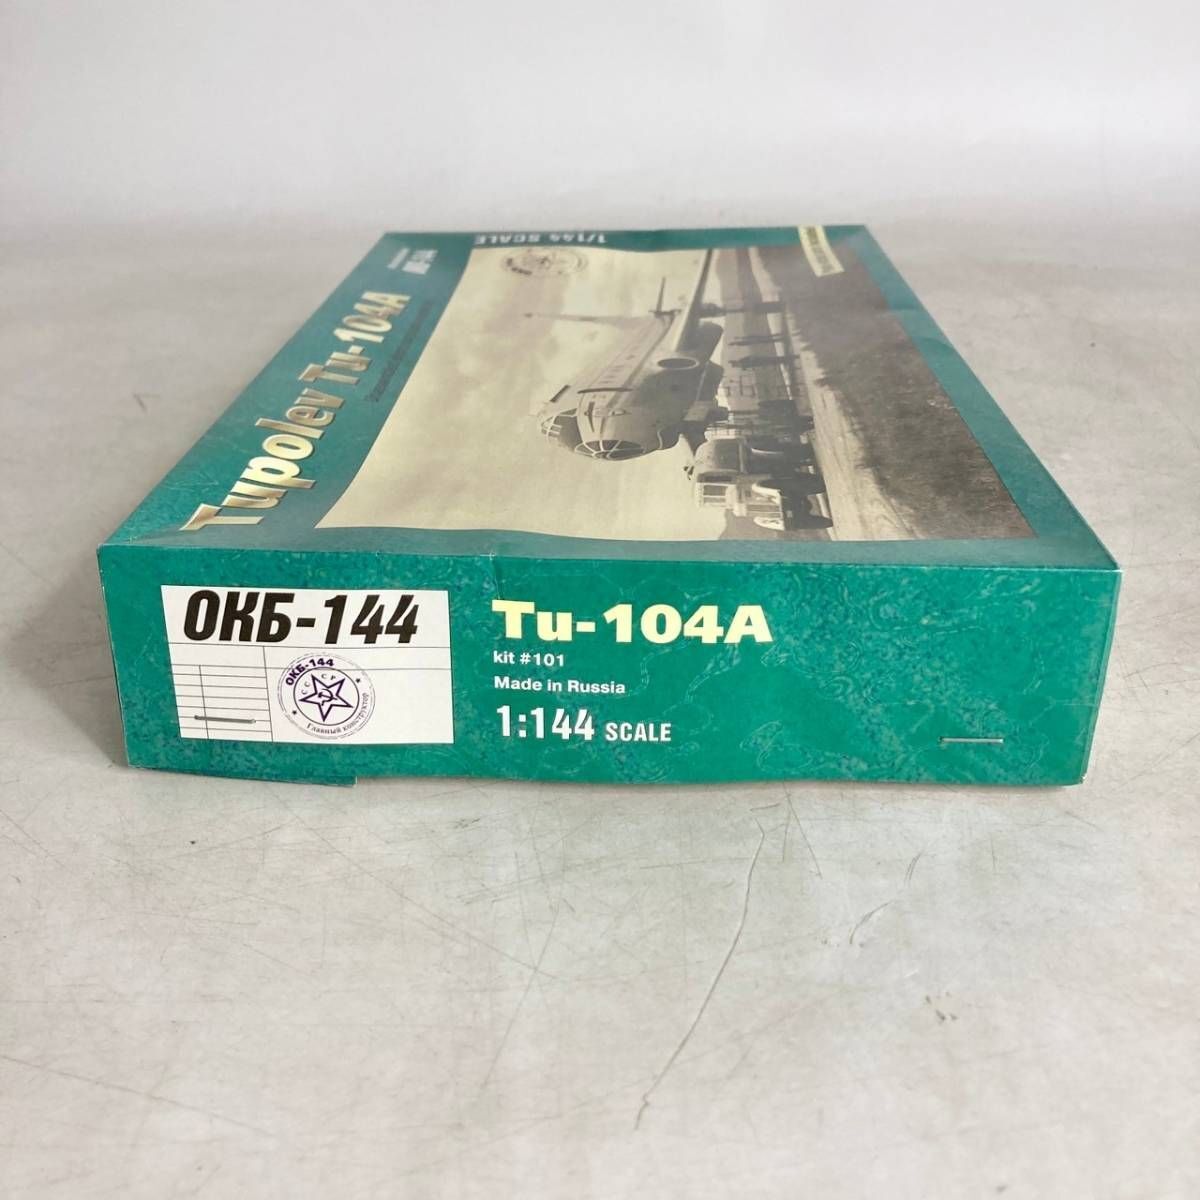 1/144 SCALE
Tupolev Tu-104A
ОКБ-144
ОКБ-144
СССР
Главный конструктор
Tu-104A
kit #101
Made in Russia
1:144 SCALE